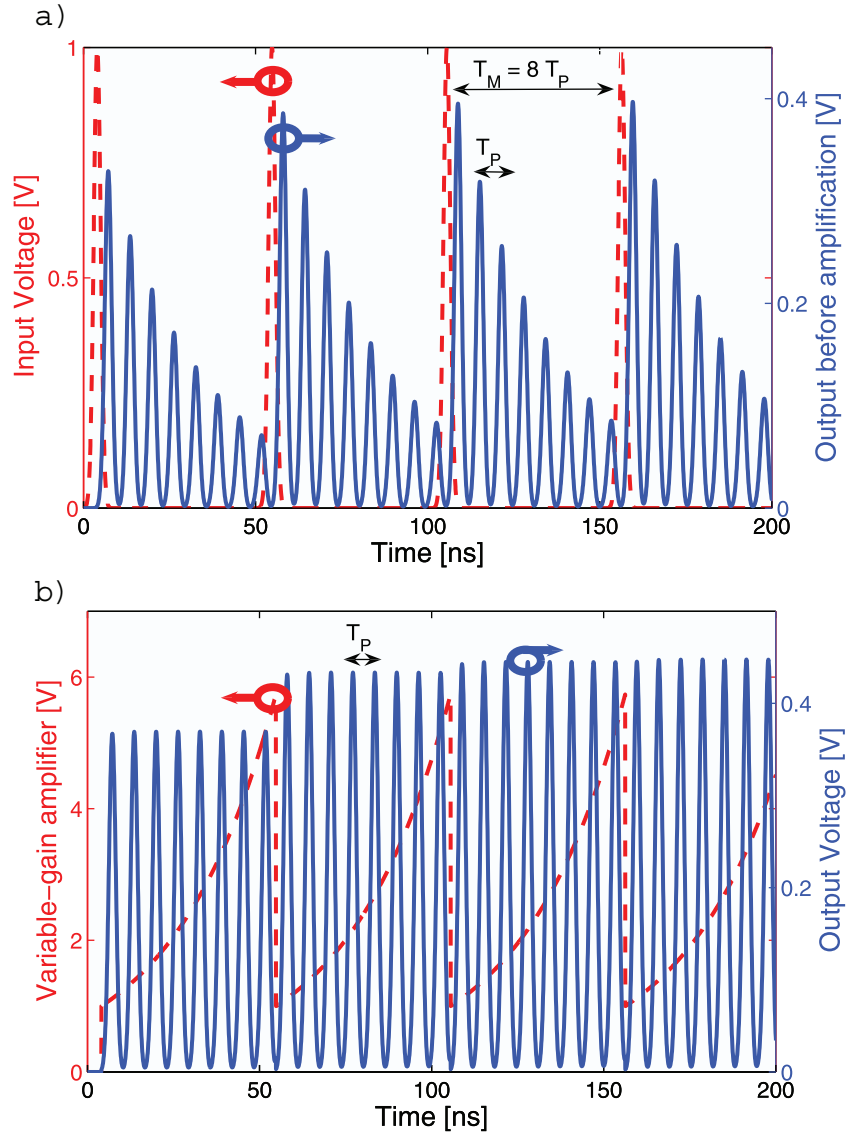 a)
1
0.5
0
Input Voltage [V]
T_M = 8 T_P
T_P
0.4
0.2
0
Output before amplification [V]
0 50 100 150 200
Time [ns]
b)
6
4
2
0
Variable-gain amplifier [V]
T_P
0.4
0.2
0
Output Voltage [V]
0 50 100 150 200
Time [ns]